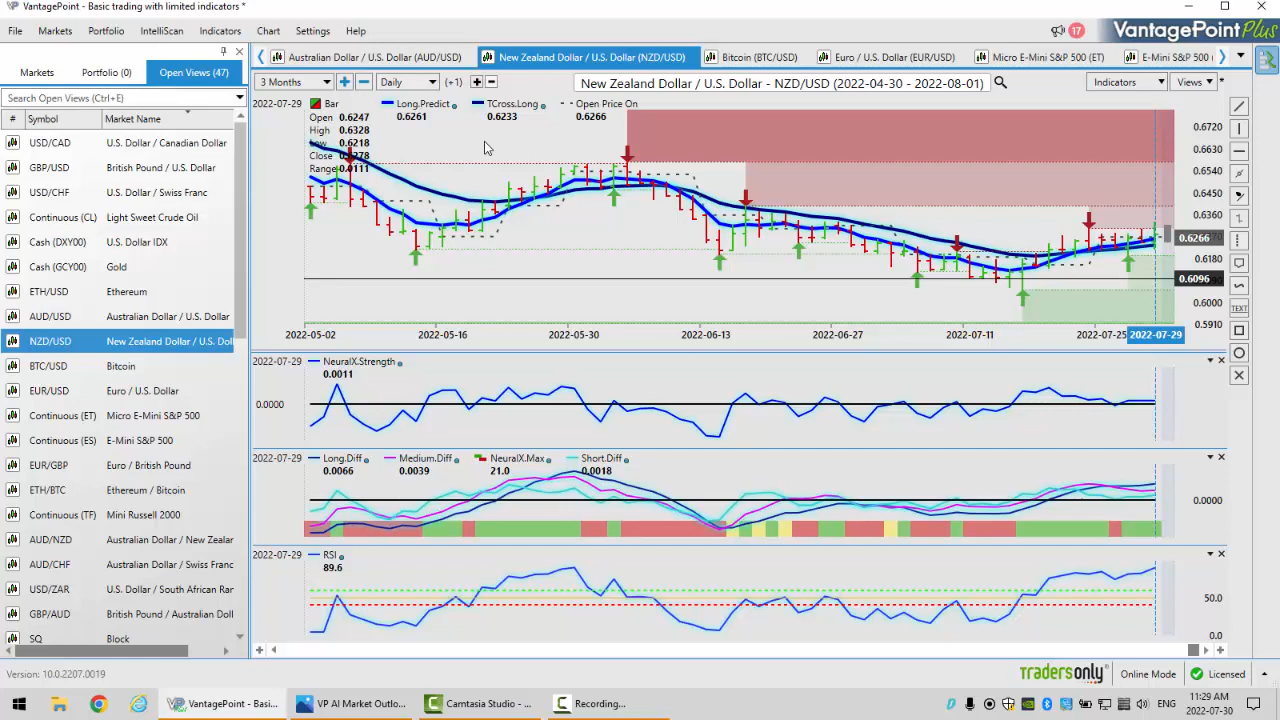 VantagePoint - Basic trading with limited indicators *
File Markets Portfolio IntelliScan Indicators Chart Settings Help
17 VANTAGEPOINT Plus
Markets Portfolio (0) Open Views (47)
Australian Dollar / U.S. Dollar (AUD/USD) New Zealand Dollar / U.S. Dollar (NZD/USD) Bitcoin (BTC/USD) Euro / U.S. Dollar (EUR/USD) Micro E-Mini S&P 500 (ET) E-Mini S&P 500
3 Months Daily (+1) New Zealand Dollar / U.S. Dollar - NZD/USD (2022-04-30 - 2022-08-01) Indicators Views
Search Open Views (Ctrl+E)
# Symbol Market Name
USD/CAD U.S. Dollar / Canadian Dollar
GBP/USD British Pound / U.S. Dollar
USD/CHF U.S. Dollar / Swiss Franc
Continuous (CL) Light Sweet Crude Oil
Cash (DXY00) U.S. Dollar IDX
Cash (GCY00) Gold
ETH/USD Ethereum
AUD/USD Australian Dollar / U.S. Dollar
NZD/USD New Zealand Dollar / U.S. Dol
BTC/USD Bitcoin
EUR/USD Euro / U.S. Dollar
Continuous (ET) Micro E-Mini S&P 500
Continuous (ES) E-Mini S&P 500
EUR/GBP Euro / British Pound
ETH/BTC Ethereum / Bitcoin
Continuous (TF) Mini Russell 2000
AUD/NZD Australian Dollar / New Zealar
AUD/CHF Australian Dollar / Swiss Franc
USD/ZAR U.S. Dollar / South African Rar
GBP/AUD British Pound / Australian Doll
SQ Block
2022-07-29 Bar Long.Predict TCross.Long Open Price On
Open 0.6247 0.6261 0.6233 0.6266
High 0.6328
Low 0.6218
Close
Range 0.0111
0.6720
0.6630
0.6540
0.6450
0.6360
0.6266
0.6180
0.6096
0.6000
0.5910
2022-05-02 2022-05-16 2022-05-30 2022-06-13 2022-06-27 2022-07-11 2022-07-25 2022-07-29
2022-07-29 NeuralX.Strength
0.0011
0.0000
2022-07-29 Long.Diff Medium.Diff NeuralX.Max Short.Diff
0.0066 0.0039 21.0 0.0018
0.0000
2022-07-29 RSI
89.6
50.0
0.0
TEXT
Version: 10.0.2207.0019 tradersonly Online Mode Licensed
VantagePoint - Basi... VP AI Market Outlo... Camtasia Studio - ... Recording... ENG 11:29 AM
2022-07-30